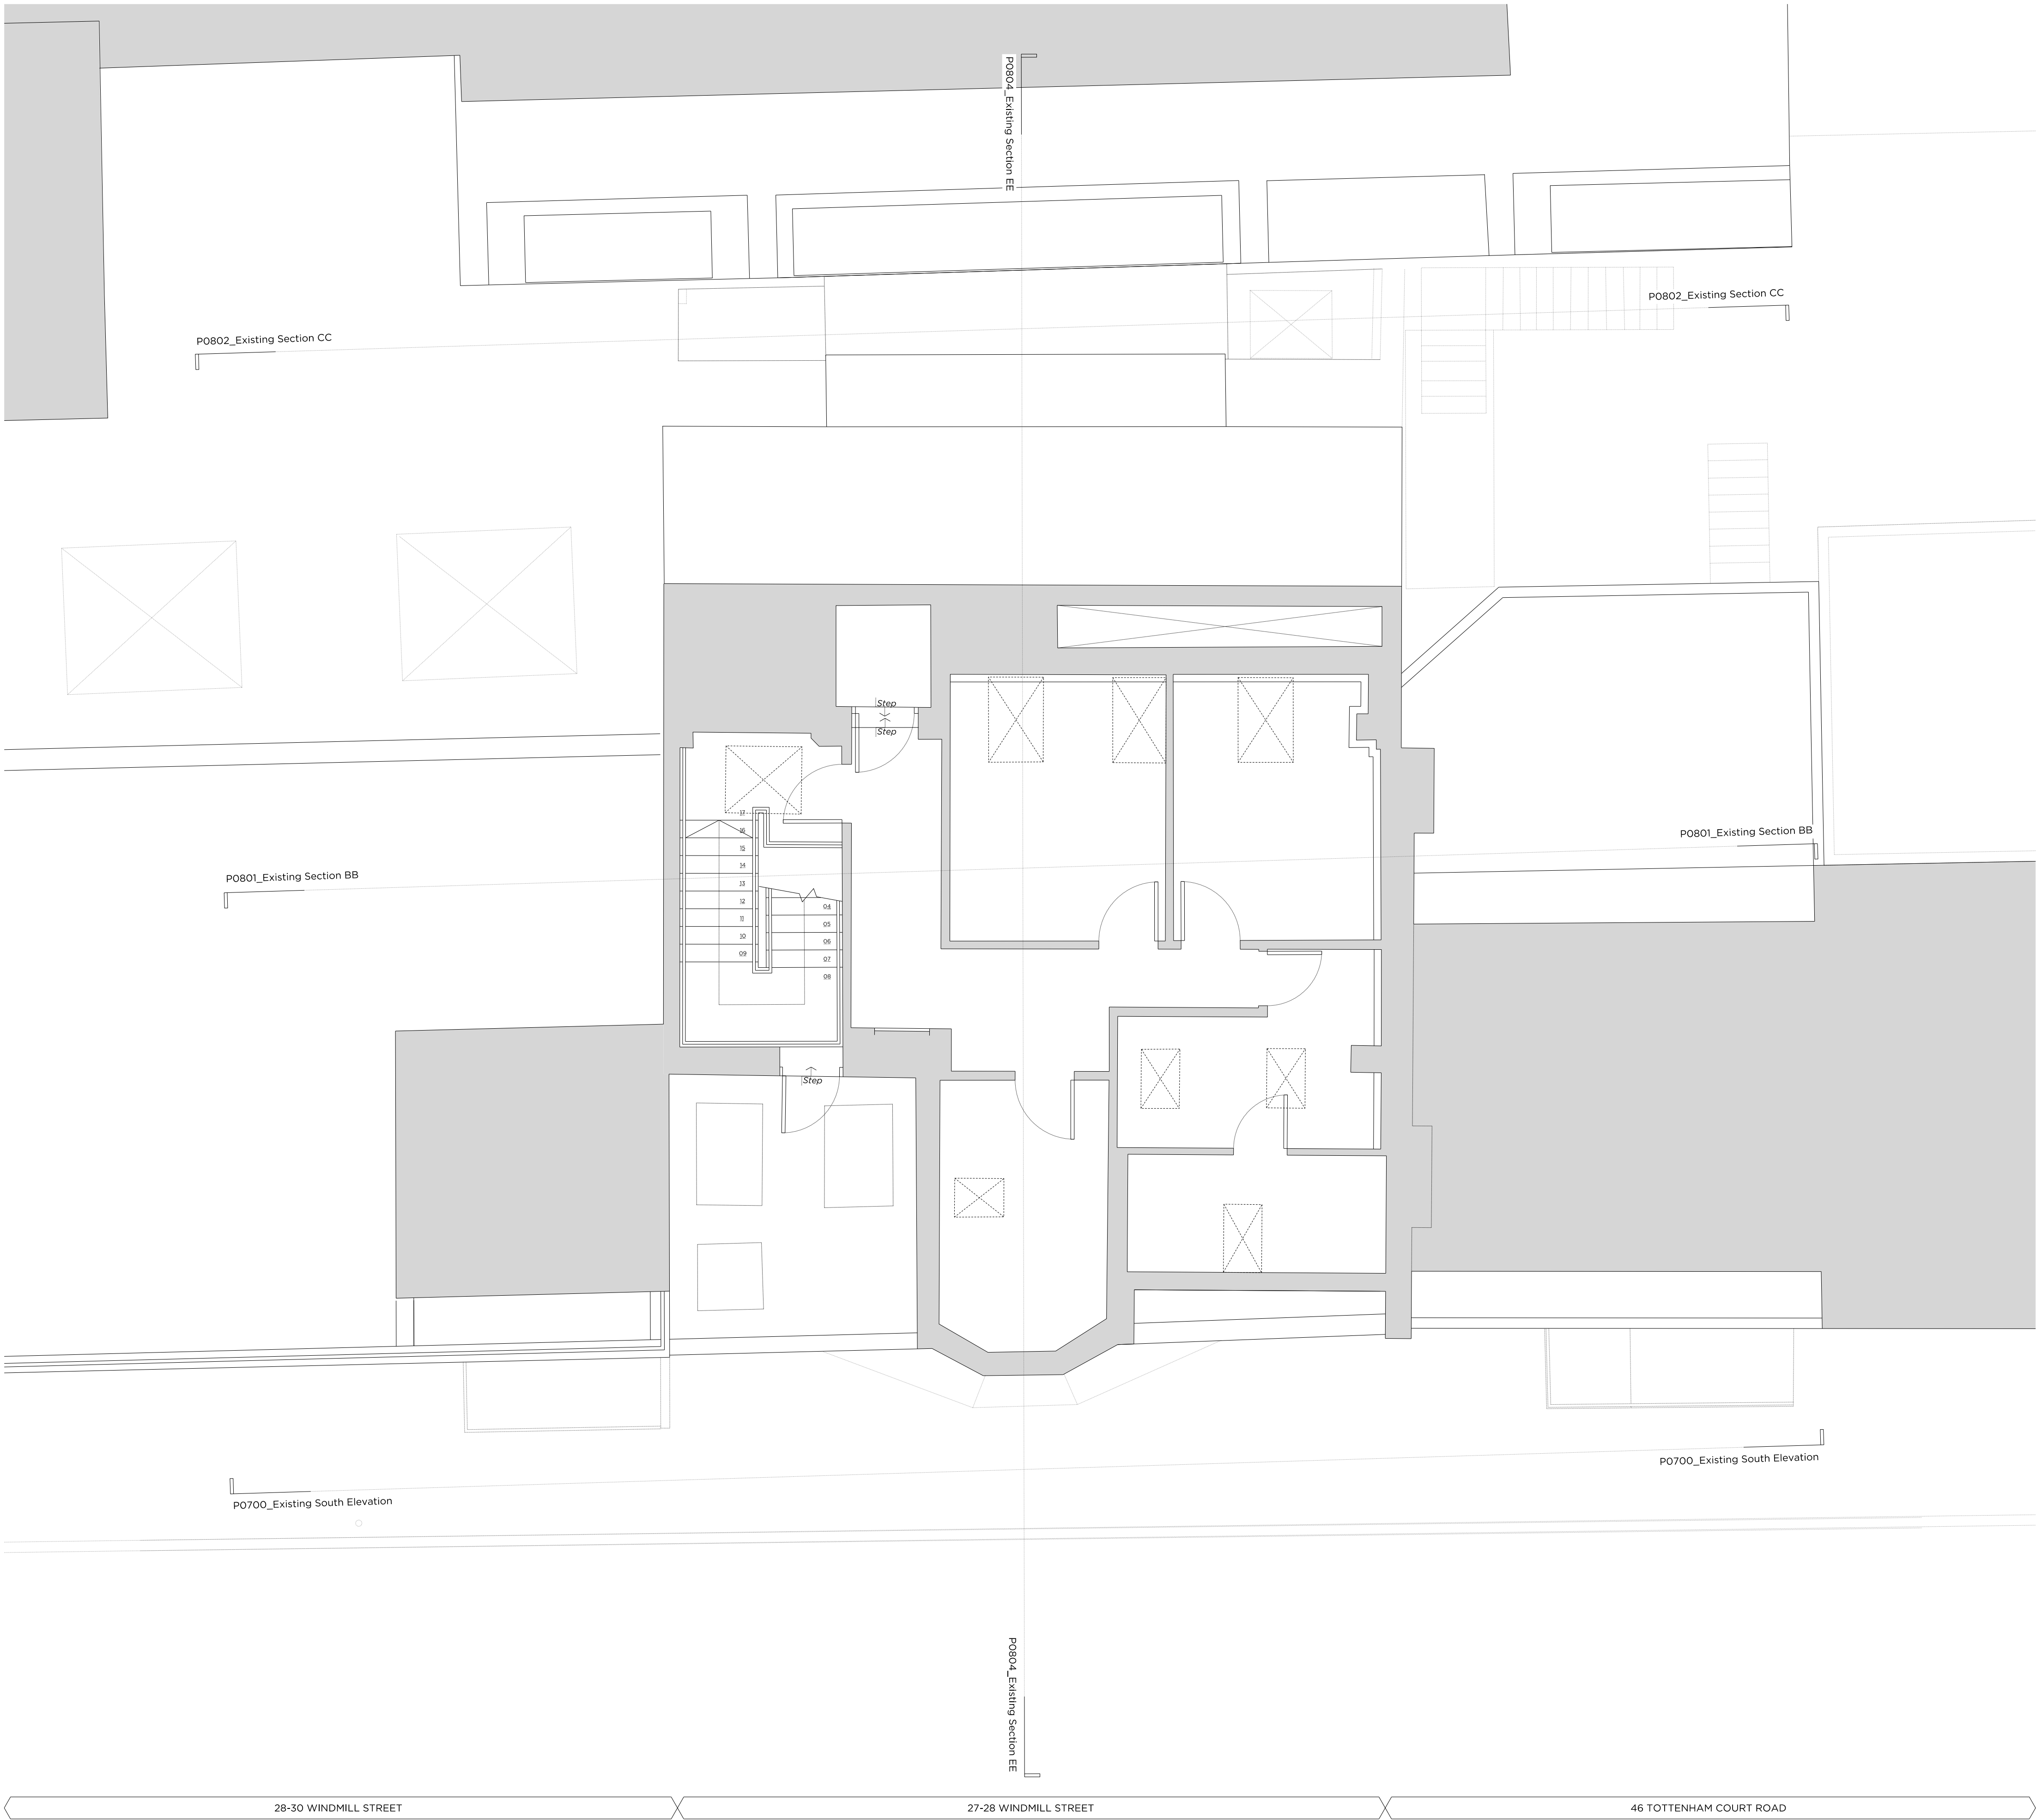 P0804_Existing Section EE
P0802_Existing Section CC
P0802_Existing Section CC
Step
Step
17
16
15
14
13
12
11
10
09
04
05
06
07
08
P0801_Existing Section BB
P0801_Existing Section BB
Step
P0700_Existing South Elevation
P0700_Existing South Elevation
P0804_Existing Section EE
28-30 WINDMILL STREET
27-28 WINDMILL STREET
46 TOTTENHAM COURT ROAD